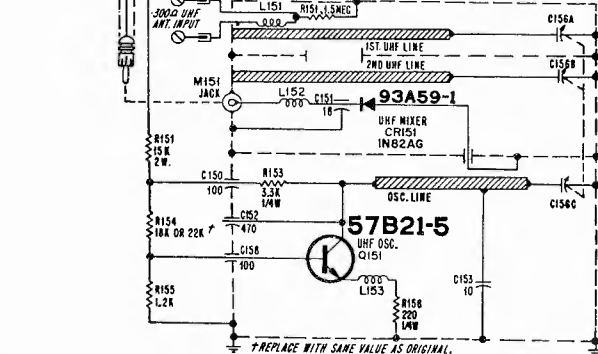 L151
R151 1.5MEG
300Ω UHF
ANT. INPUT
C156A
1ST. UHF LINE
2ND UHF LINE
C156B
M151
JACK
L152
C151
18
93A59-1
UHF MIXER
CR151
1N82AG
R151
15K
2W.
C150
100
R153
3.3K
1/4W
OSC. LINE
C156C
R154
18K OR 22K †
C152
470
57B21-5
UHF OSC.
Q151
C158
100
L153
C153
10
R155
1.2K
R156
220
1/4W
†REPLACE WITH SAME VALUE AS ORIGINAL.